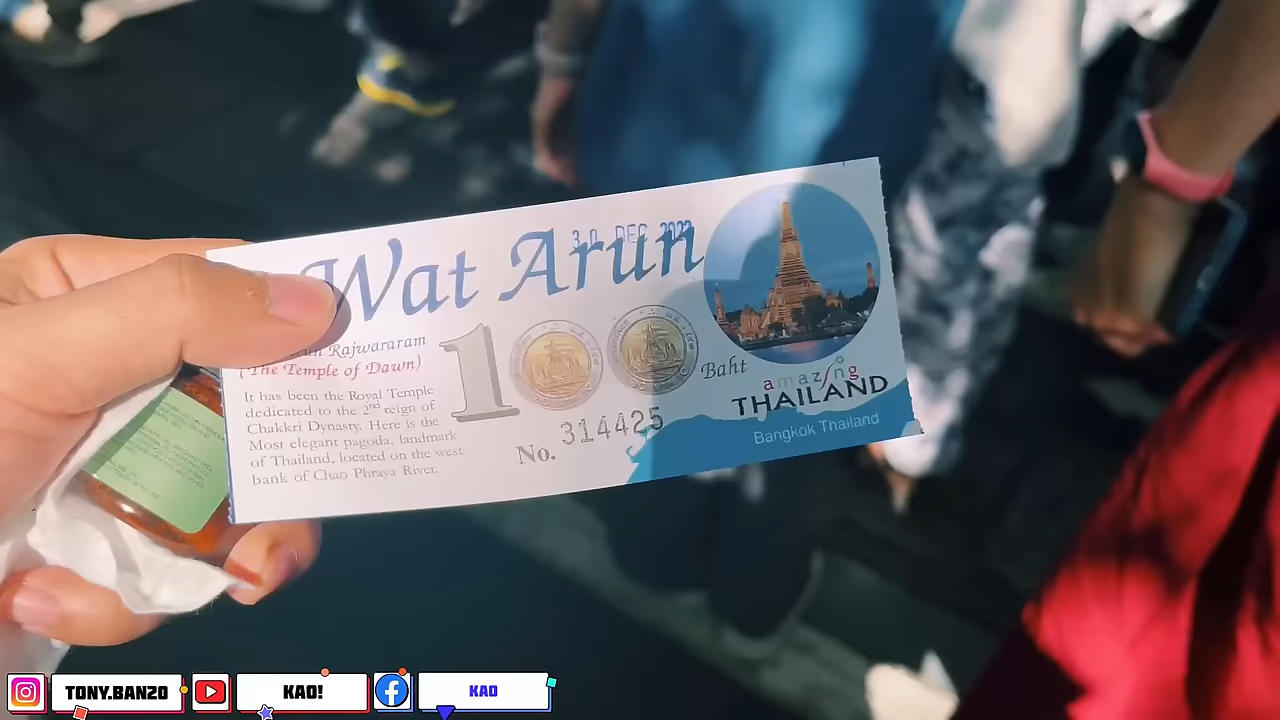 Wat Arun
30 DEC 2022
Rajwararam
(The Temple of Dawn)
It has been the Royal Temple
dedicated to the 2nd reign of
Chakkri Dynasty. Here is the
Most elegant pagoda, landmark
of Thailand, located on the west
bank of Chao Phraya River.
1
Baht
No. 314425
amazing
THAILAND
Bangkok Thailand
TONY.BANZO
KAO!
KAO